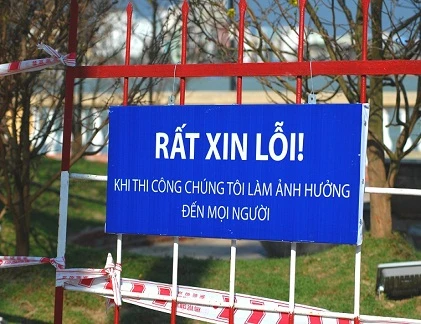 RẤT XIN LỖI!
KHI THI CÔNG CHÚNG TÔI LÀM ẢNH HƯỞNG
ĐẾN MỌI NGƯỜI